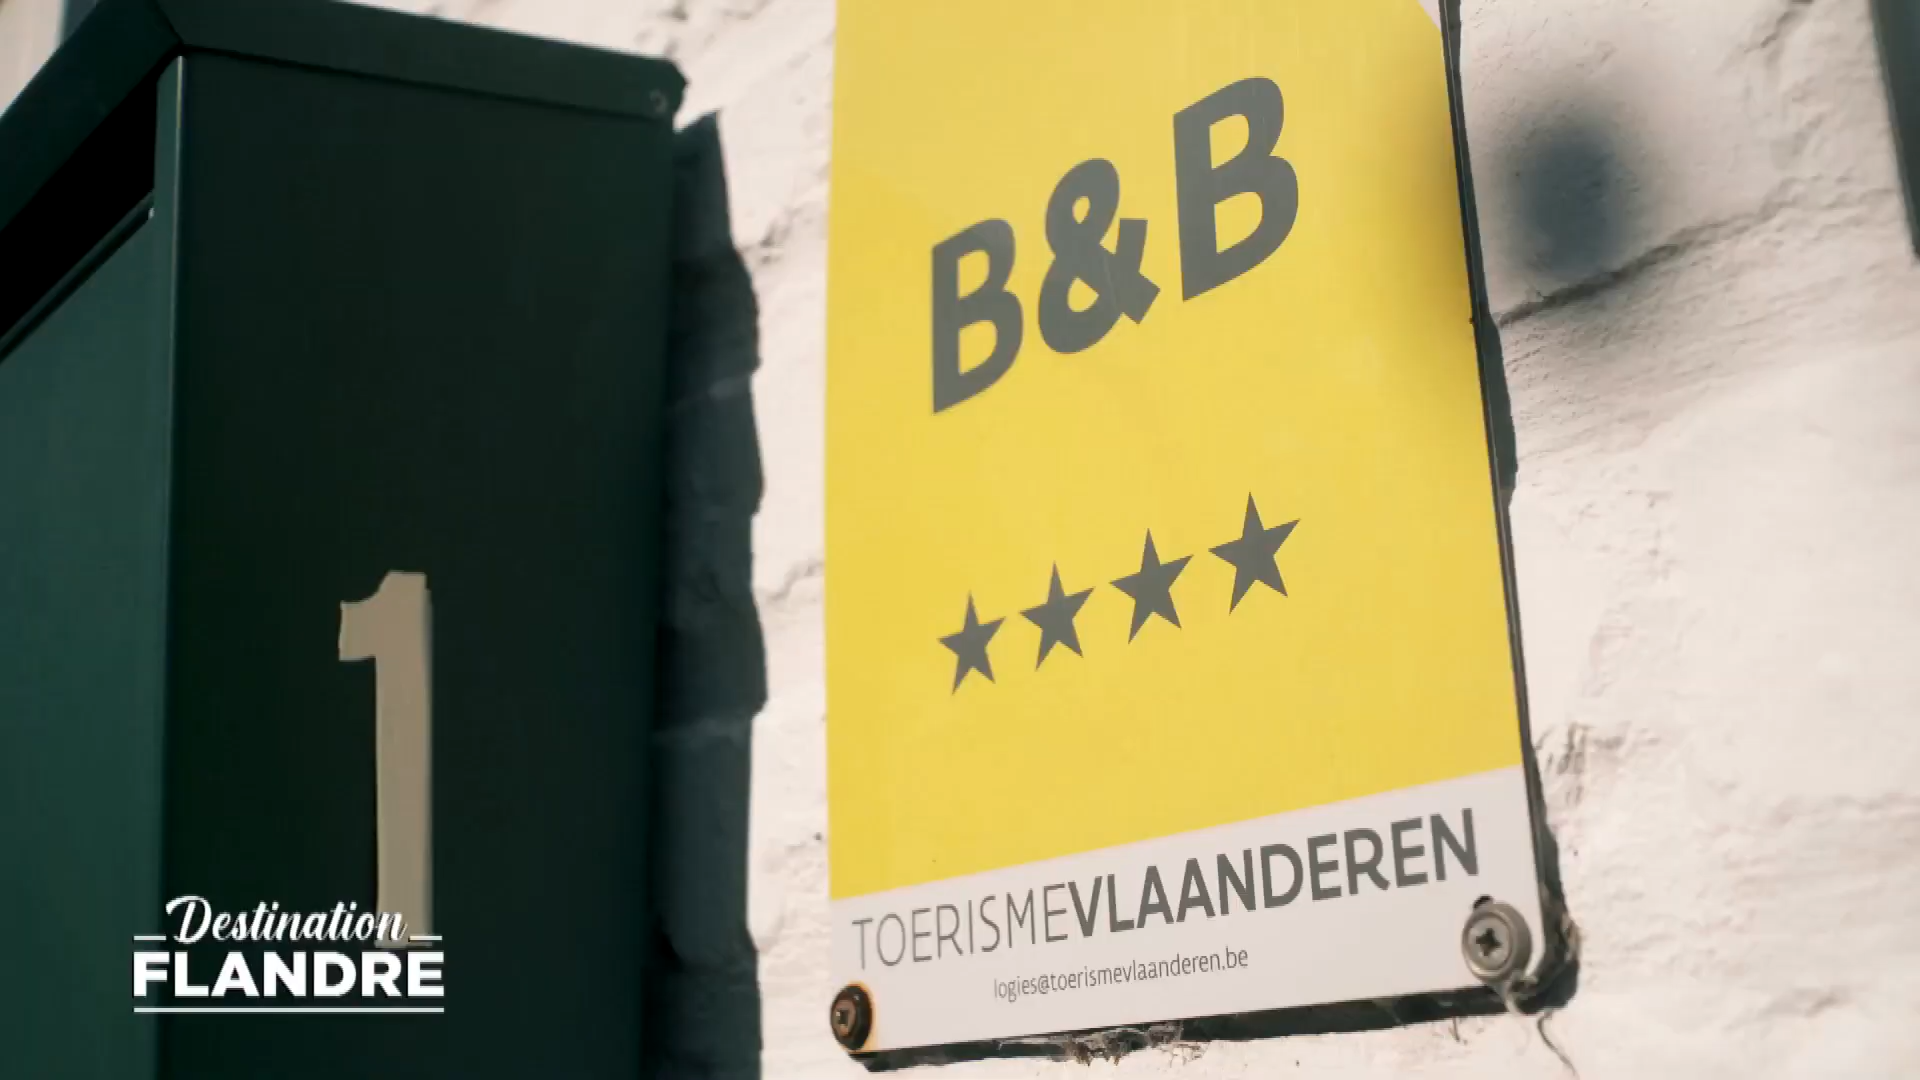 B&B
★★★★
TOERISMEVLAANDEREN
logies@toerismevlaanderen.be
1
Destination
FLANDRE